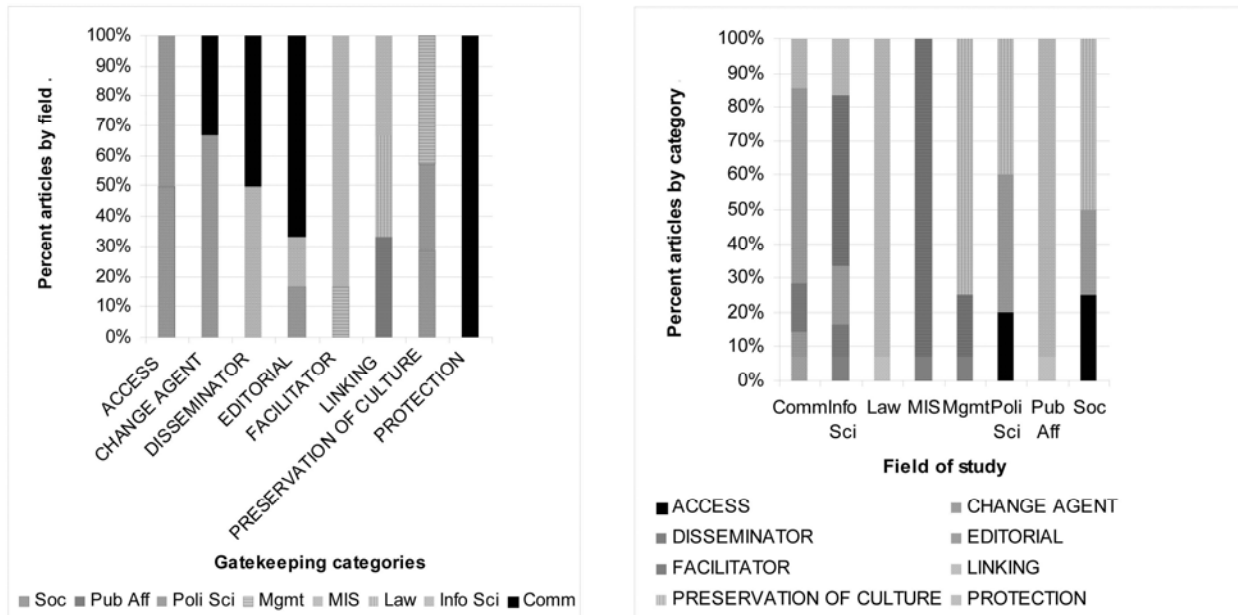 Percent articles by field .
100%
90%
80%
70%
60%
50%
40%
30%
20%
10%
0%
ACCESS
CHANGE AGENT
DISSEMINATOR
EDITORIAL
FACILITATOR
LINKING
PRESERVATION OF CULTURE
PROTECTION
Gatekeeping categories
Soc Pub Aff Poli Sci Mgmt MIS Law Info Sci Comm
Percent articles by category .
100%
90%
80%
70%
60%
50%
40%
30%
20%
10%
0%
Comm Info Law MIS Mgmt Poli Pub Soc
Sci Sci Aff
Field of study
ACCESS CHANGE AGENT
DISSEMINATOR EDITORIAL
FACILITATOR LINKING
PRESERVATION OF CULTURE PROTECTION